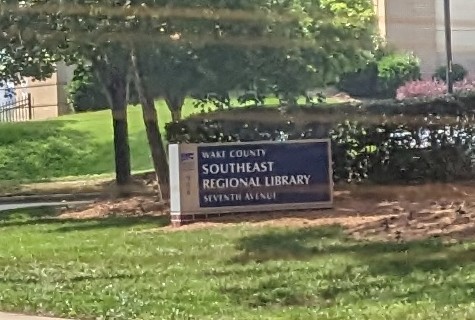 WAKE COUNTY
SOUTHEAST
REGIONAL LIBRARY
SEVENTH AVENUE